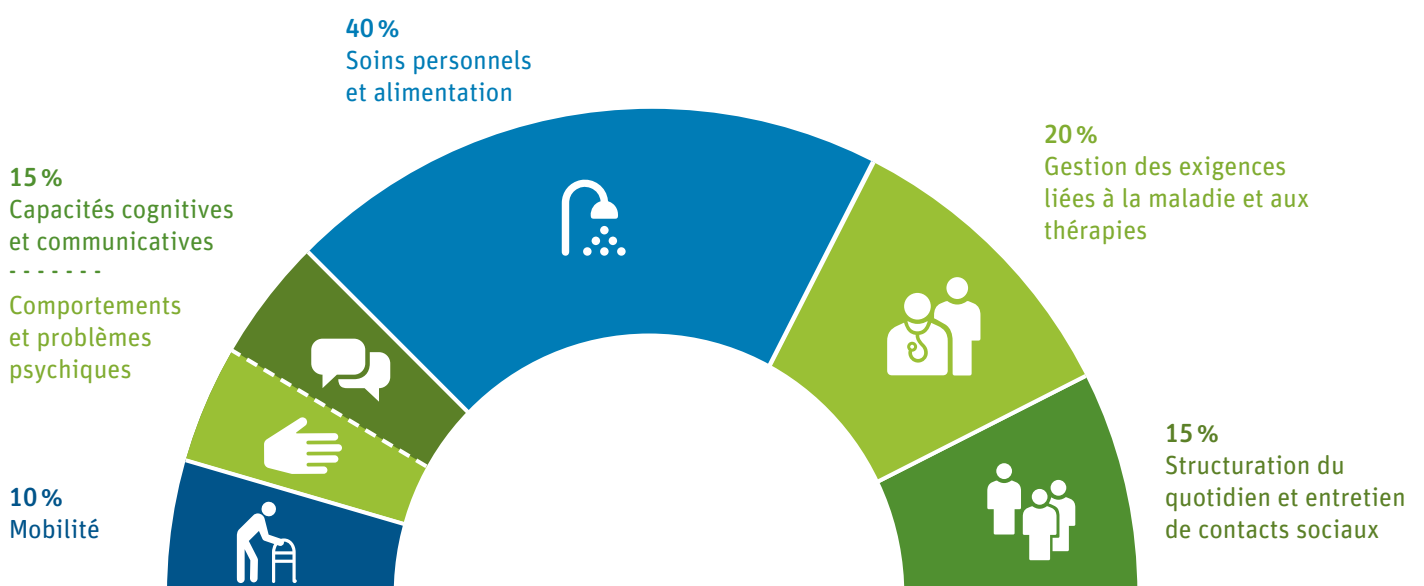 40 %
Soins personnels
et alimentation
20 %
Gestion des exigences
liées à la maladie et aux
thérapies
15 %
Capacités cognitives
et communicatives
- - - - - - -
Comportements
et problèmes
psychiques
10 %
Mobilité
15 %
Structuration du
quotidien et entretien
de contacts sociaux